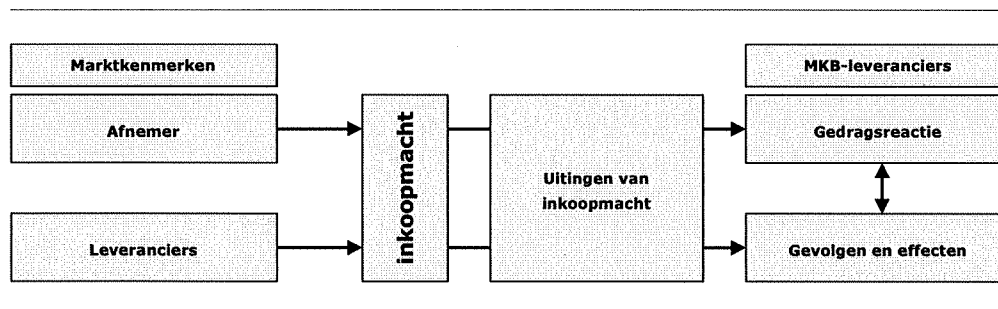 Marktkenmerken
MKB-leveranciers
Afnemer
inkoopmacht
Uitingen van
inkoopmacht
Gedragsreactie
Leveranciers
Gevolgen en effecten